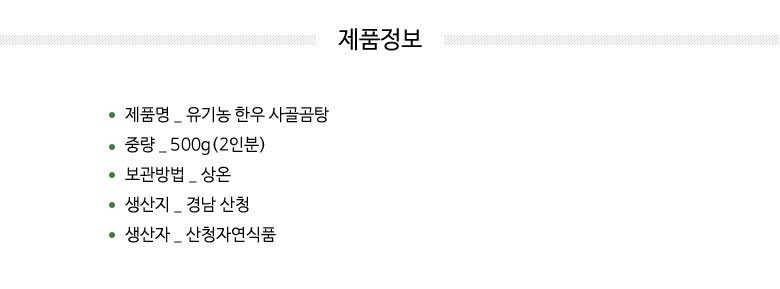 제품정보
제품명 _ 유기농 한우 사골곰탕
중량 _ 500g(2인분)
보관방법 _ 상온
생산지 _ 경남 산청
생산자 _ 산청자연식품